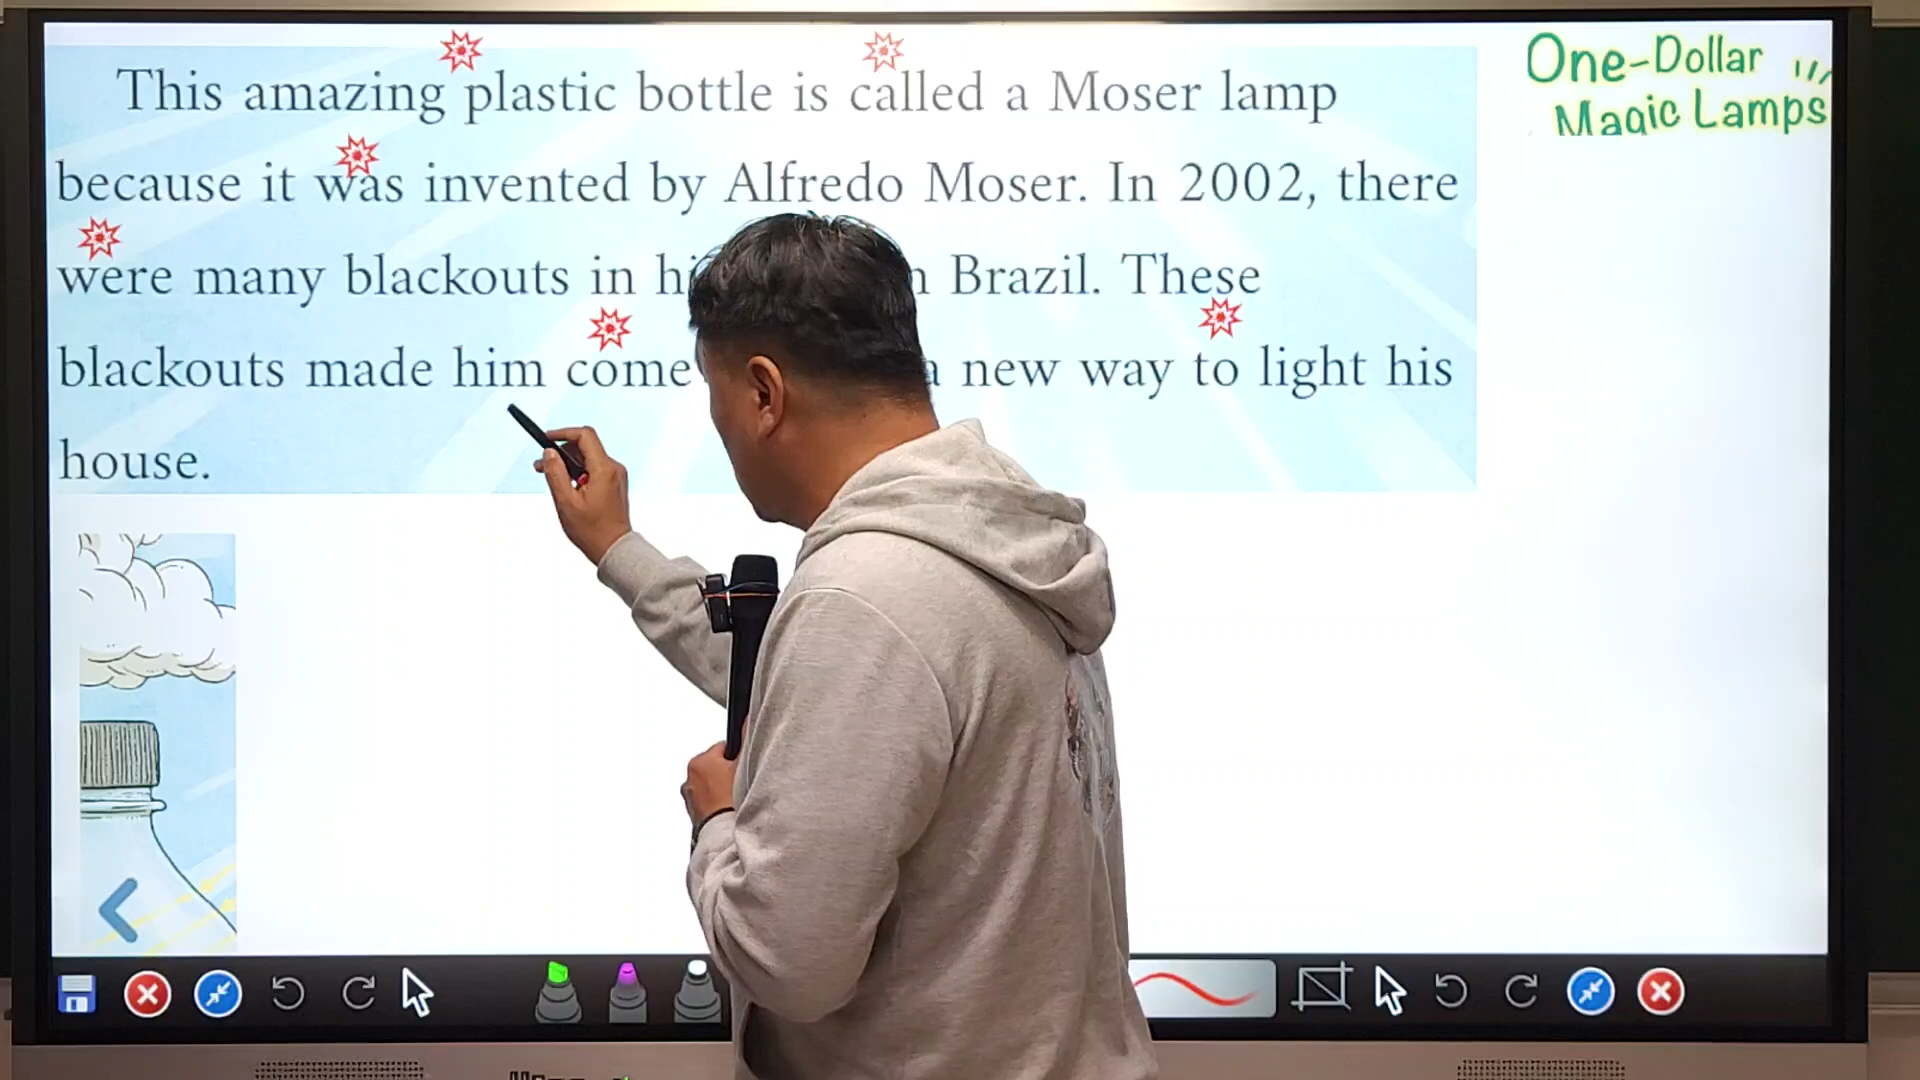 This amazing plastic bottle is called a Moser lamp
because it was invented by Alfredo Moser. In 2002, there
were many blackouts in Brazil. These
blackouts made him come new way to light his
house.
One-Dollar
Magic Lamps